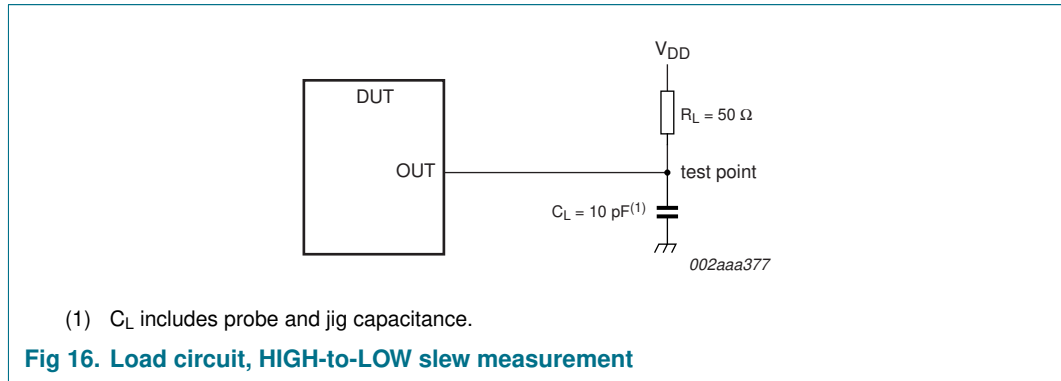 V_DD
DUT
R_L = 50 Ω
OUT
test point
C_L = 10 pF(1)
002aaa377
(1) C_L includes probe and jig capacitance.
Fig 16. Load circuit, HIGH-to-LOW slew measurement